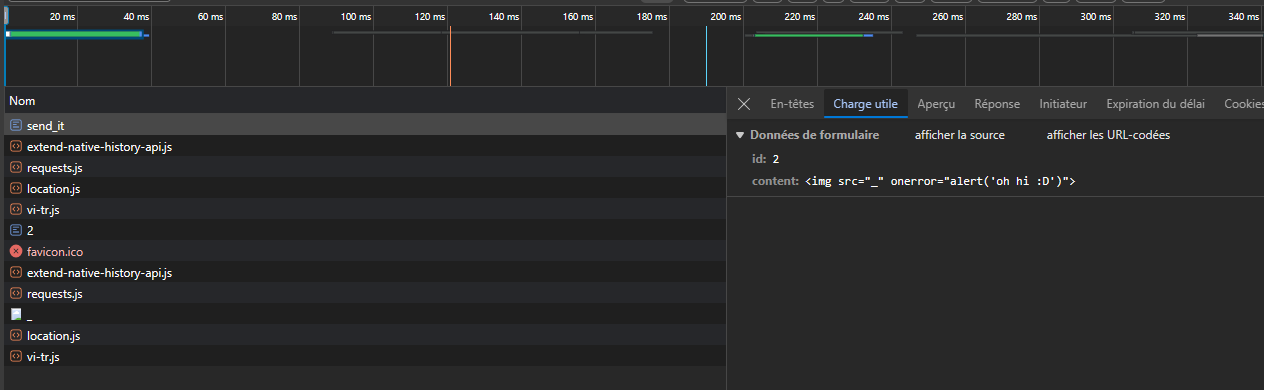 20 ms 40 ms 60 ms 80 ms 100 ms 120 ms 140 ms 160 ms 180 ms 200 ms 220 ms 240 ms 260 ms 280 ms 300 ms 320 ms 340 ms
Nom
send_it
extend-native-history-api.js
requests.js
location.js
vi-tr.js
2
favicon.ico
extend-native-history-api.js
requests.js
_
location.js
vi-tr.js
En-têtes Charge utile Aperçu Réponse Initiateur Expiration du délai Cookies
Données de formulaire afficher la source afficher les URL-codées
id: 2
content: <img src="_" onerror="alert('oh hi :D')">